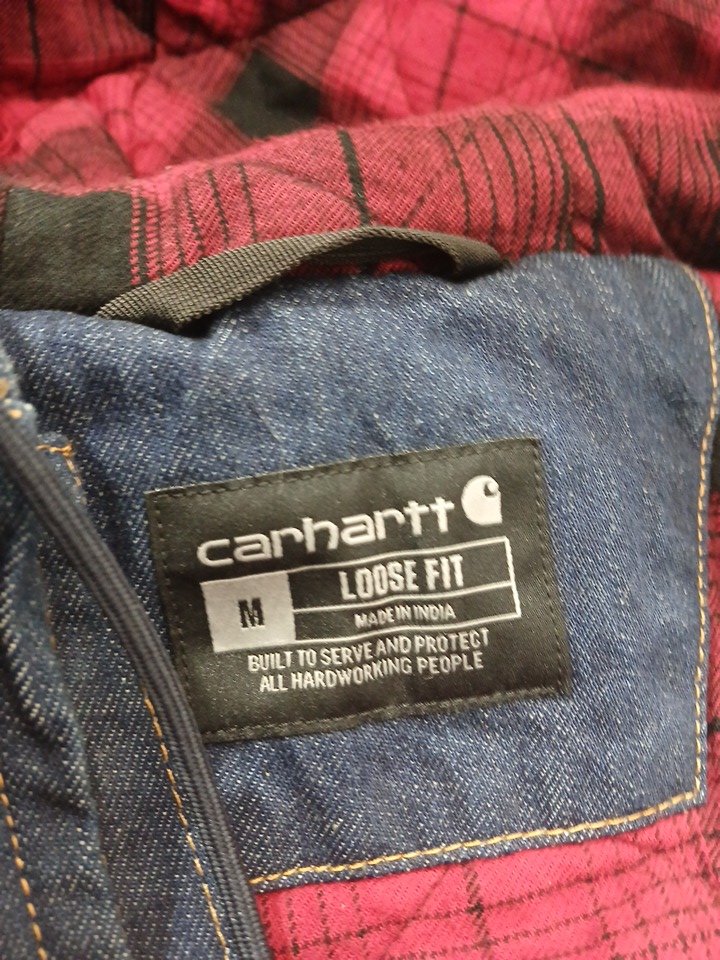 carhartt
M
LOOSE FIT
MADE IN INDIA
BUILT TO SERVE AND PROTECT
ALL HARDWORKING PEOPLE